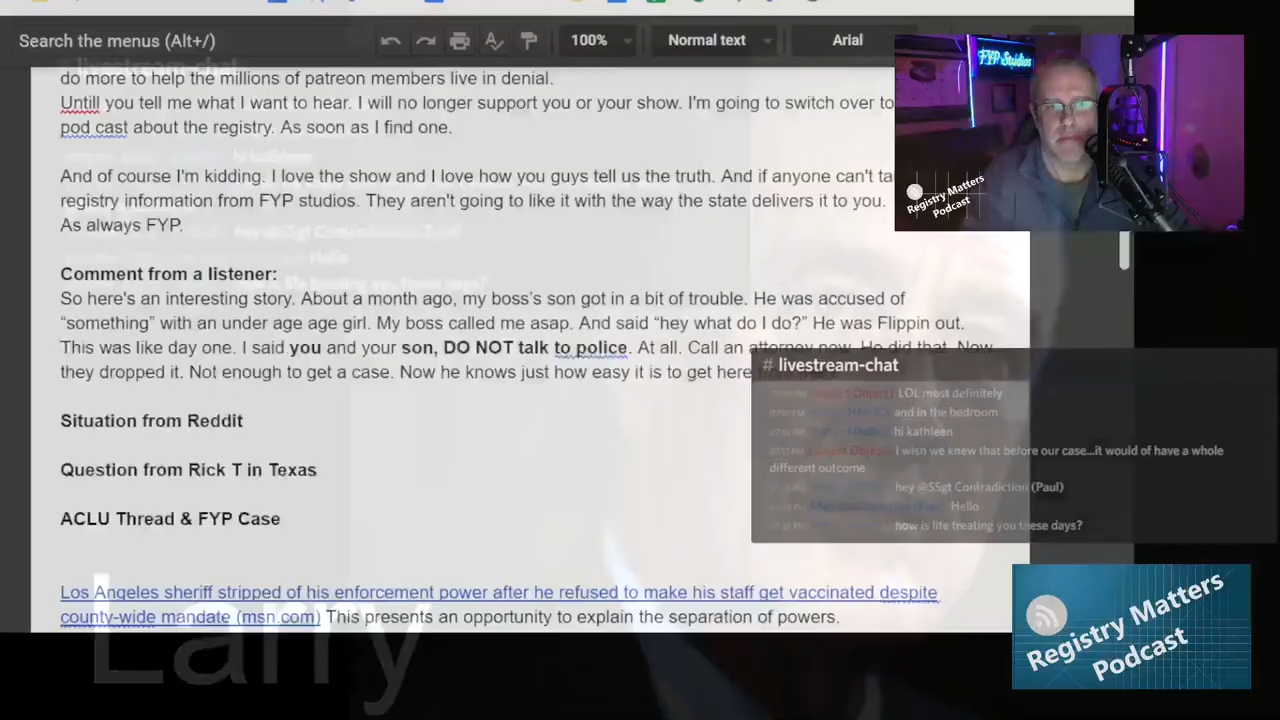 Search the menus (Alt+/)
100%
Normal text
Arial
do more to help the millions of patreon members live in denial.
Untill you tell me what I want to hear. I will no longer support you or your show. I'm going to switch over to
pod cast about the registry. As soon as I find one.
And of course I'm kidding. I love the show and I love how you guys tell us the truth. And if anyone can't ta
registry information from FYP studios. They aren't going to like it with the way the state delivers it to you.
As always FYP.
Comment from a listener:
So here's an interesting story. About a month ago, my boss's son got in a bit of trouble. He was accused of
“something” with an under age age girl. My boss called me asap. And said “hey what do I do?” He was Flippin out.
This was like day one. I said you and your son, DO NOT talk to police. At all. Call an attorney now. He did that. Now
they dropped it. Not enough to get a case. Now he knows just how easy it is to get here
Situation from Reddit
Question from Rick T in Texas
ACLU Thread & FYP Case
Los Angeles sheriff stripped of his enforcement power after he refused to make his staff get vaccinated despite
county-wide mandate (msn.com) This presents an opportunity to explain the separation of powers.
FYP Studios
Registry Matters
Podcast
# livestream-chat
LOL most definitely
and in the bedroom
hi kathleen
I wish we knew that before our case...it would of have a whole
different outcome
hey @SSgt Contradiction (Paul)
Hello
how is life treating you these days?
Registry Matters
Podcast
Larry